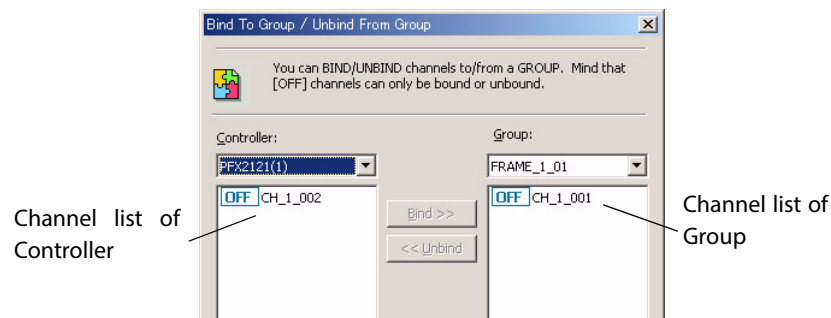 Bind To Group / Unbind From Group
You can BIND/UNBIND channels to/from a GROUP. Mind that
[OFF] channels can only be bound or unbound.
Controller:
Group:
PFX2121(1)
FRAME_1_01
OFF CH_1_002
OFF CH_1_001
Bind >>
<< Unbind
Channel list of
Controller
Channel list of
Group